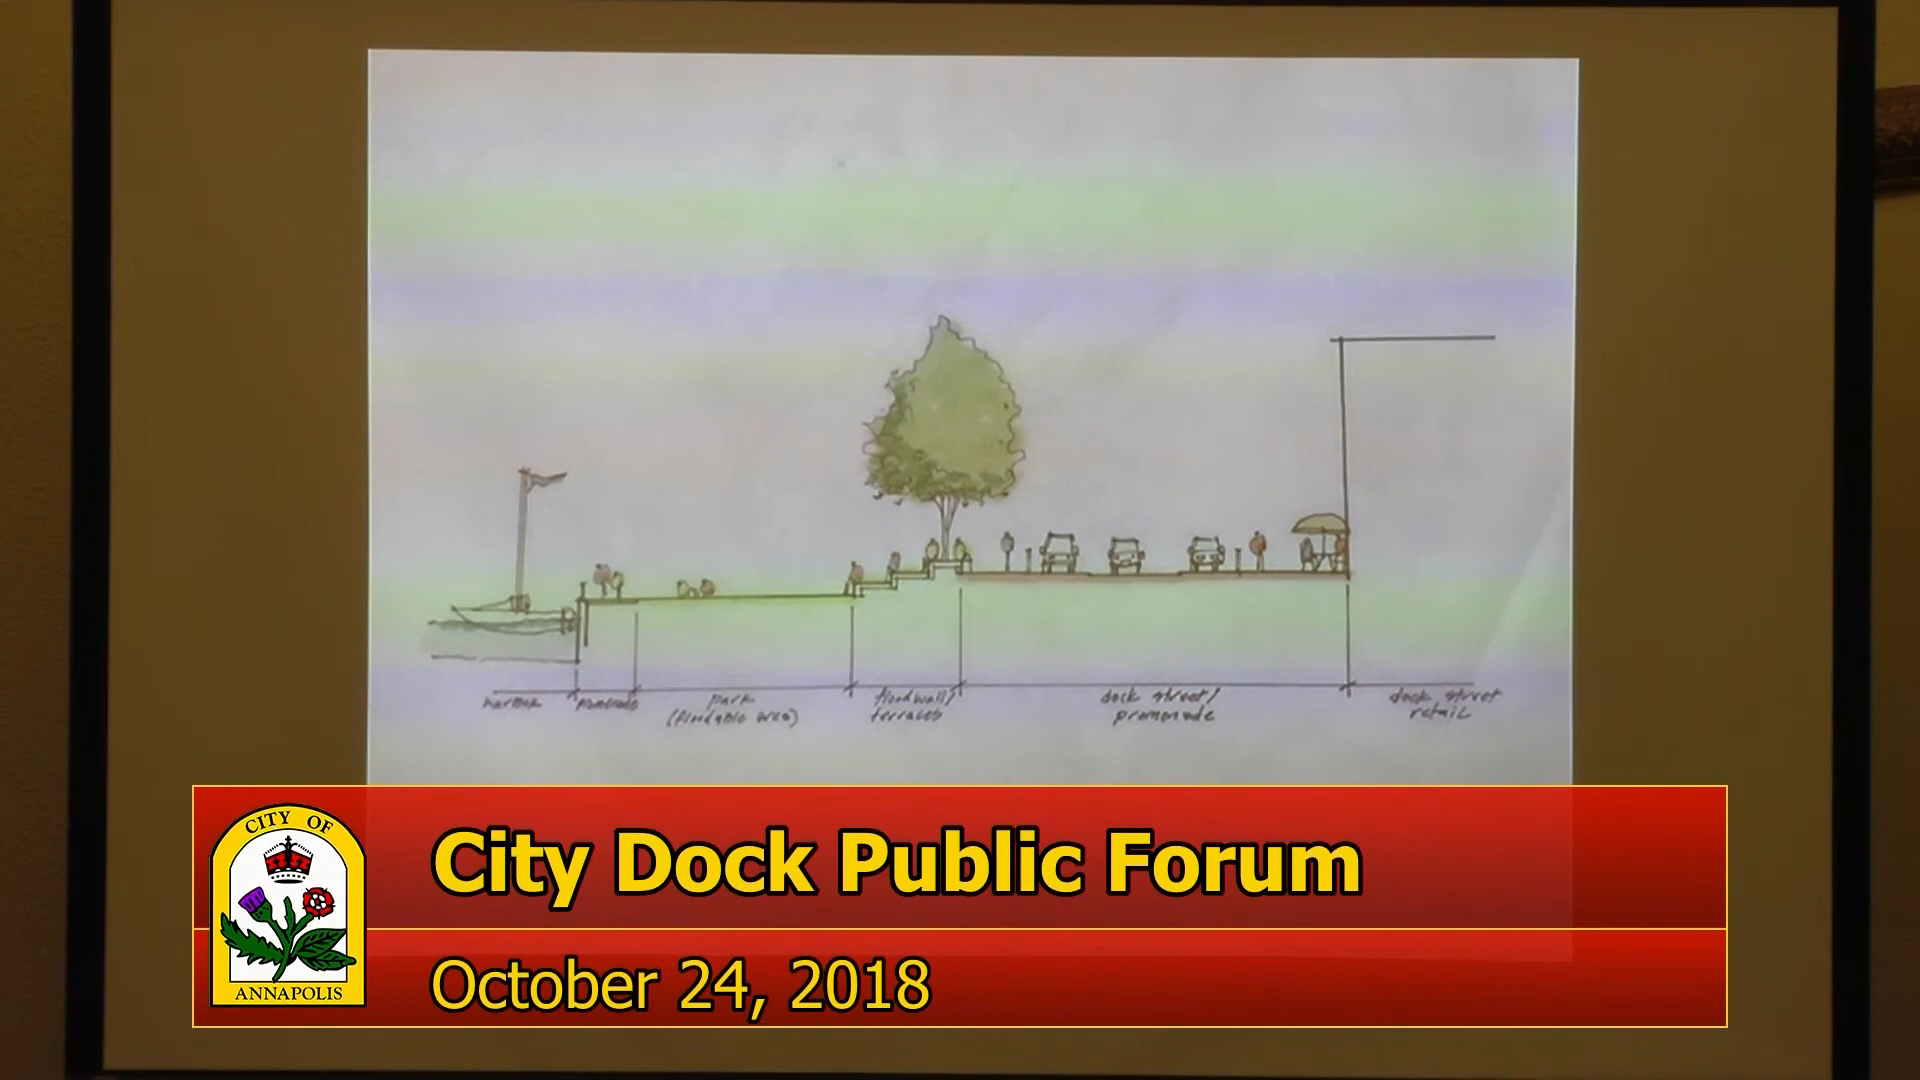 harbor
promenade
park
(floodable area)
floodwall/
terraces
dock street/
promenade
dock street
retail
CITY OF
ANNAPOLIS
City Dock Public Forum
October 24, 2018